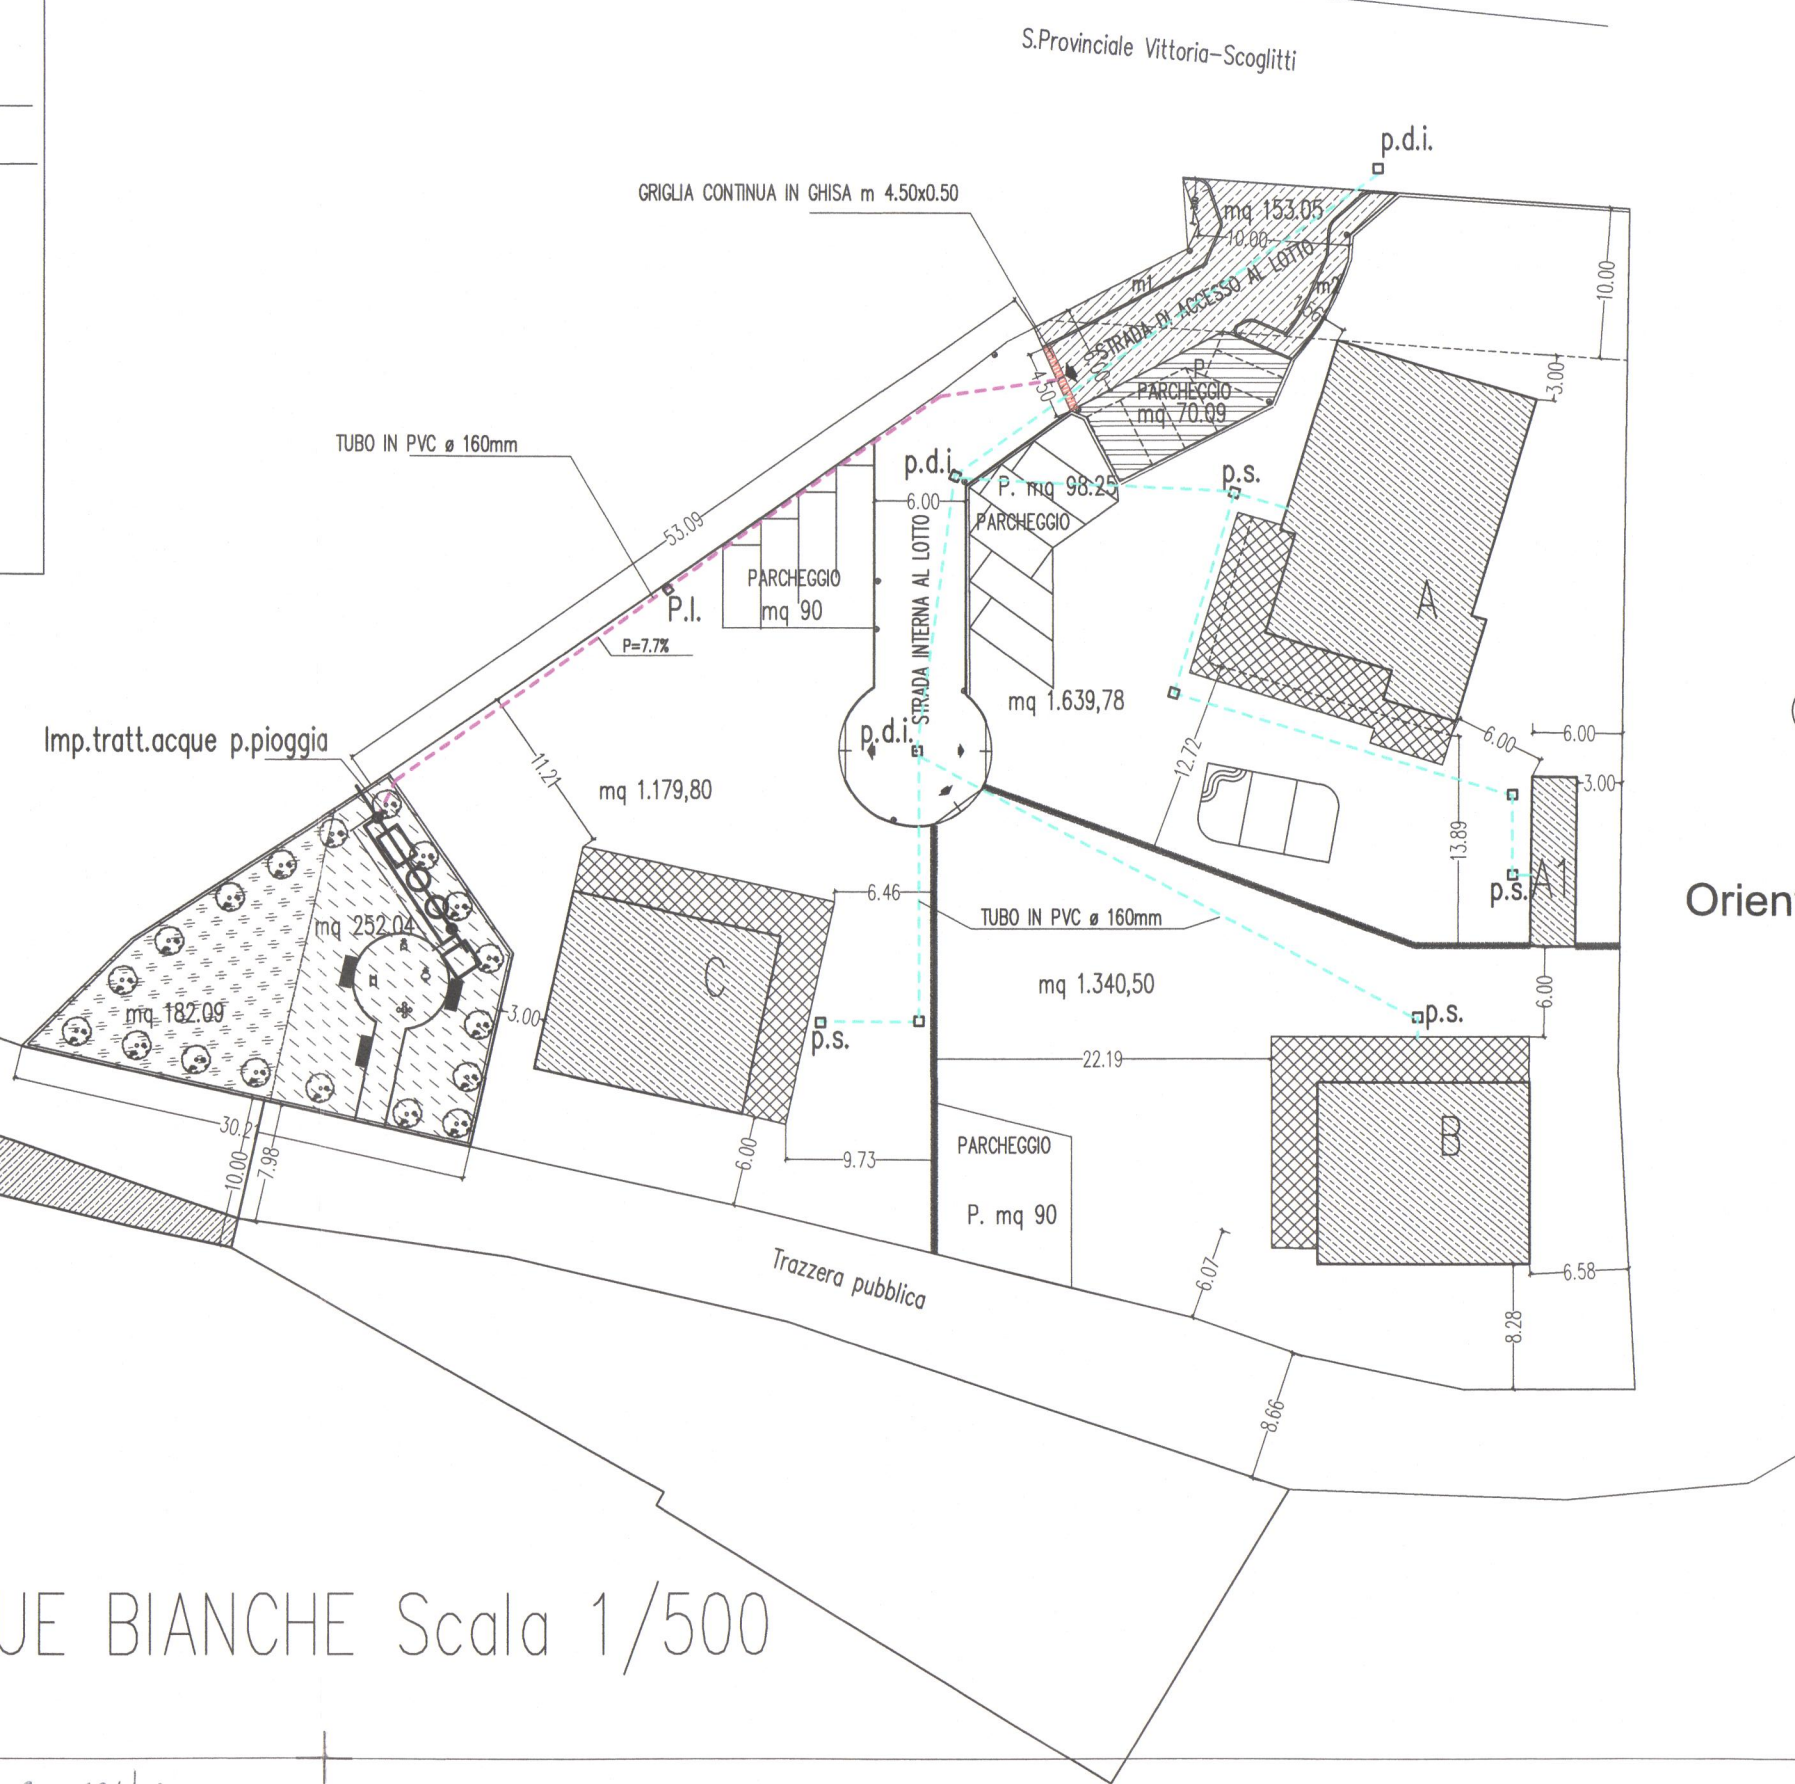 S.Provinciale Vittoria-Scoglitti
p.d.i.
GRIGLIA CONTINUA IN GHISA m 4.50x0.50
mq 153.05
10.00
STRADA DI ACCESSO AL LOTTO
m1
m2
10.00
3.00
4.50
P.
PARCHEGGIO
mq 70.09
TUBO IN PVC ø 160mm
53.09
p.d.i.
6.00
P. mq 98.25
PARCHEGGIO
p.s.
STRADA INTERNA AL LOTTO
PARCHEGGIO
mq 90
P.I.
P=7.7%
A
mq 1.639,78
Imp.tratt.acque p.pioggia
p.d.i.
11.21
mq 1.179,80
12.72
6.00
6.00
3.00
13.89
A1
p.s.
Orien
6.46
TUBO IN PVC ø 160mm
mq 252.04
C
mq 1.340,50
6.00
mq 182.09
3.00
p.s.
p.s.
22.19
B
30.21
10.00
7.98
6.00
9.73
PARCHEGGIO
P. mq 90
6.07
6.58
8.28
Trazzera pubblica
8.66
UE BIANCHE Scala 1/500